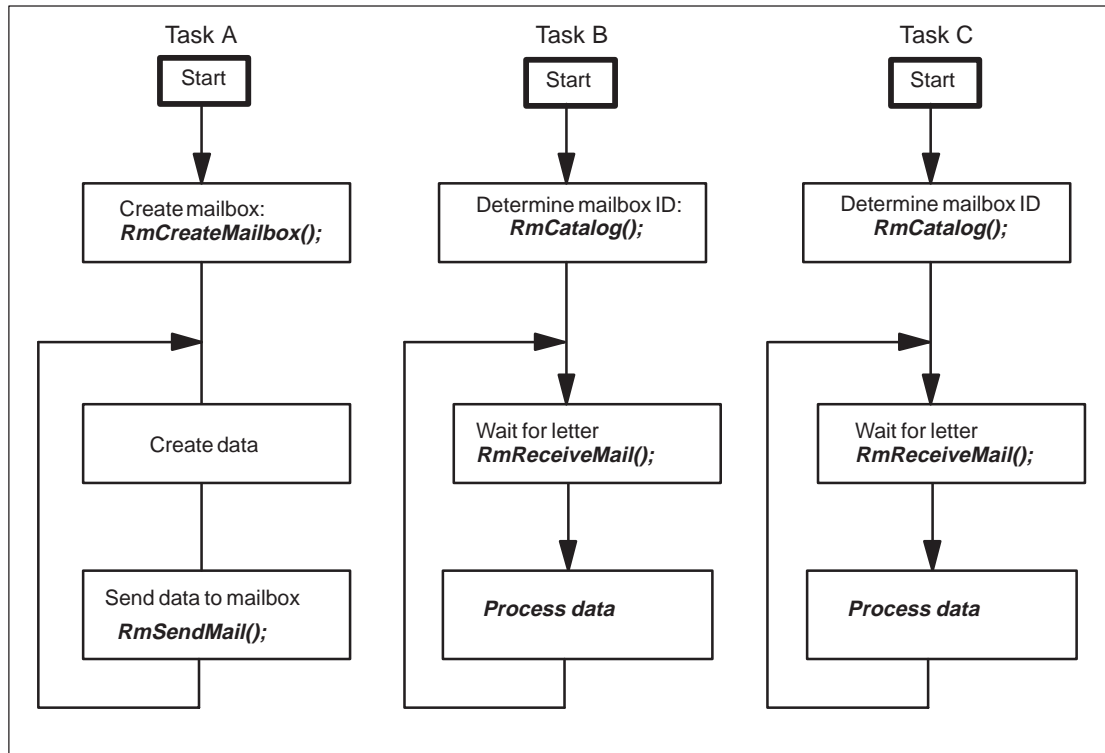 Task A
Start
Create mailbox:
RmCreateMailbox();
Create data
Send data to mailbox
RmSendMail();
Task B
Start
Determine mailbox ID:
RmCatalog();
Wait for letter
RmReceiveMail();
Process data
Task C
Start
Determine mailbox ID
RmCatalog();
Wait for letter
RmReceiveMail();
Process data